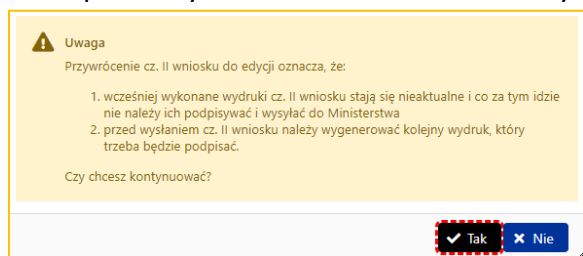 Uwaga
Przywrócenie cz. II wniosku do edycji oznacza, że:
1. wcześniej wykonane wydruki cz. II wniosku stają się nieaktualne i co za tym idzie
nie należy ich podpisywać i wysyłać do Ministerstwa
2. przed wysłaniem cz. II wniosku należy wygenerować kolejny wydruk, który
trzeba będzie podpisać.
Czy chcesz kontynuować?
Tak Nie